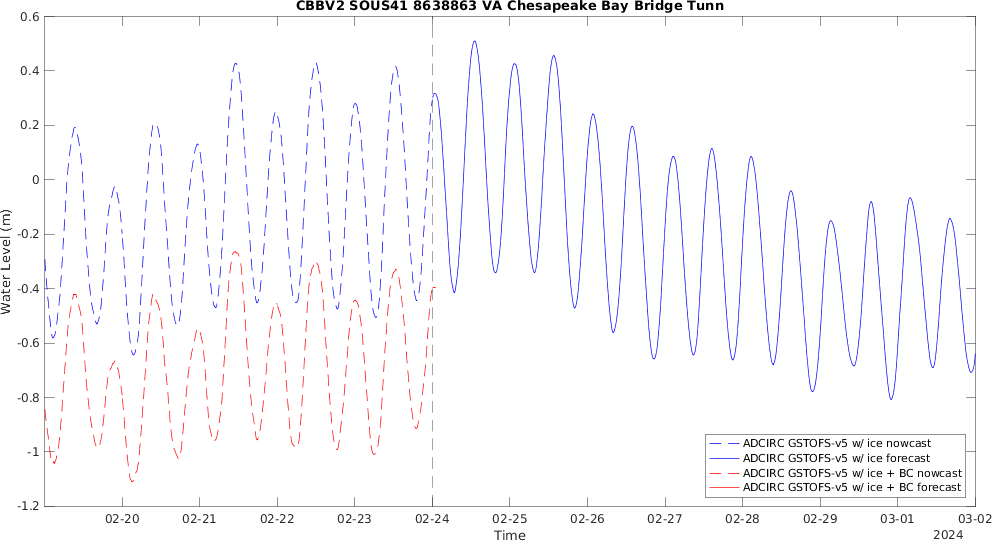 CBBV2 SOUS41 8638863 VA Chesapeake Bay Bridge Tunn
Water Level (m)
0.6
0.4
0.2
0
-0.2
-0.4
-0.6
-0.8
-1
-1.2
ADCIRC GSTOFS-v5 w/ ice nowcast
ADCIRC GSTOFS-v5 w/ ice forecast
ADCIRC GSTOFS-v5 w/ ice + BC nowcast
ADCIRC GSTOFS-v5 w/ ice + BC forecast
02-20 02-21 02-22 02-23 02-24 02-25 02-26 02-27 02-28 02-29 03-01 03-02
Time
2024